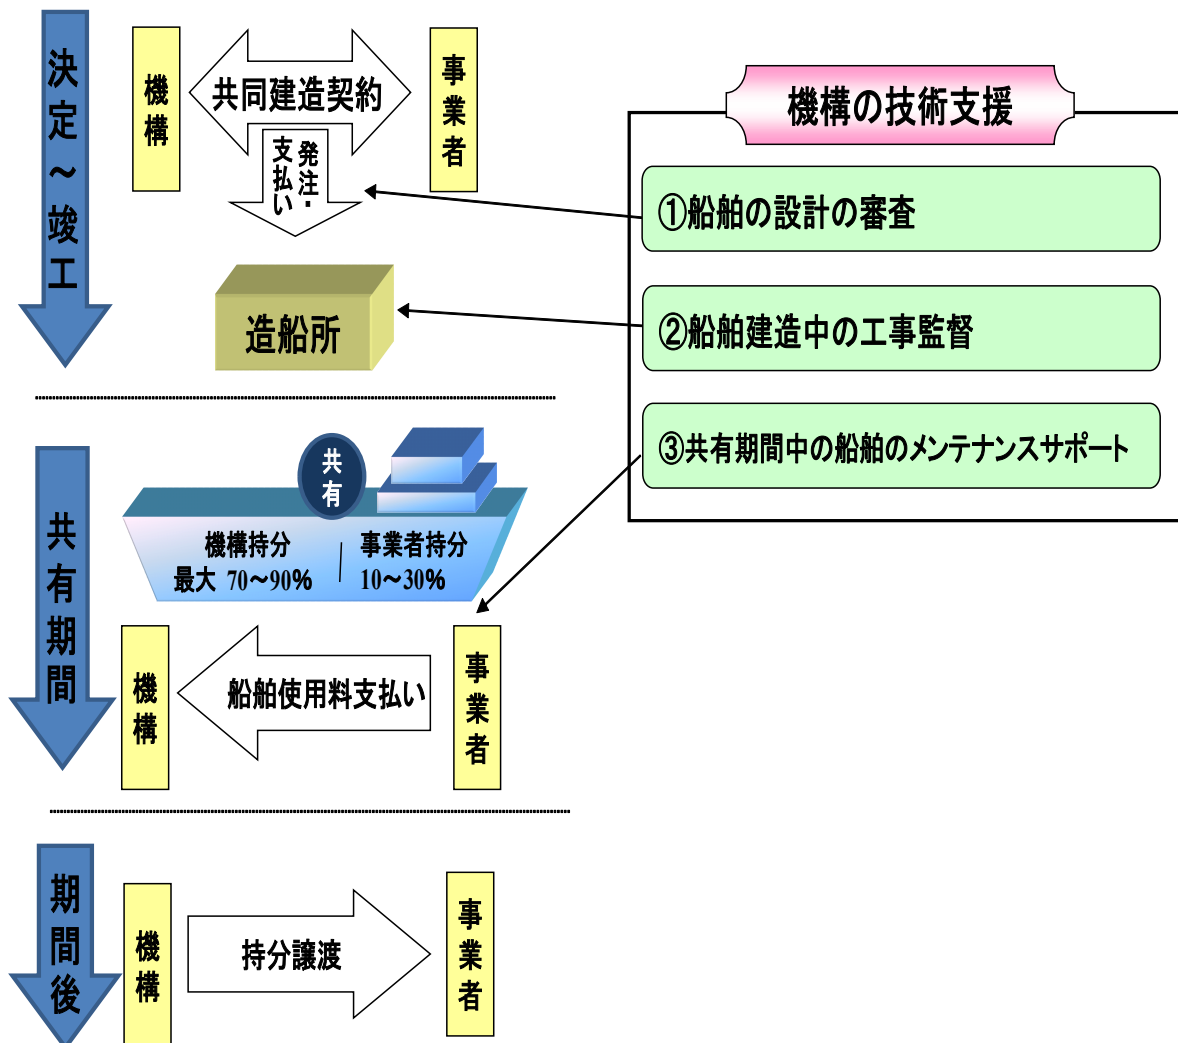 決定～竣工
機構
共同建造契約
事業者
発注・
支払い
造船所
機構の技術支援
①船舶の設計の審査
②船舶建造中の工事監督
③共有期間中の船舶のメンテナンスサポート
共有期間
共有
機構持分
最大 70～90%
事業者持分
10～30%
機構
船舶使用料支払い
事業者
期間後
機構
持分譲渡
事業者